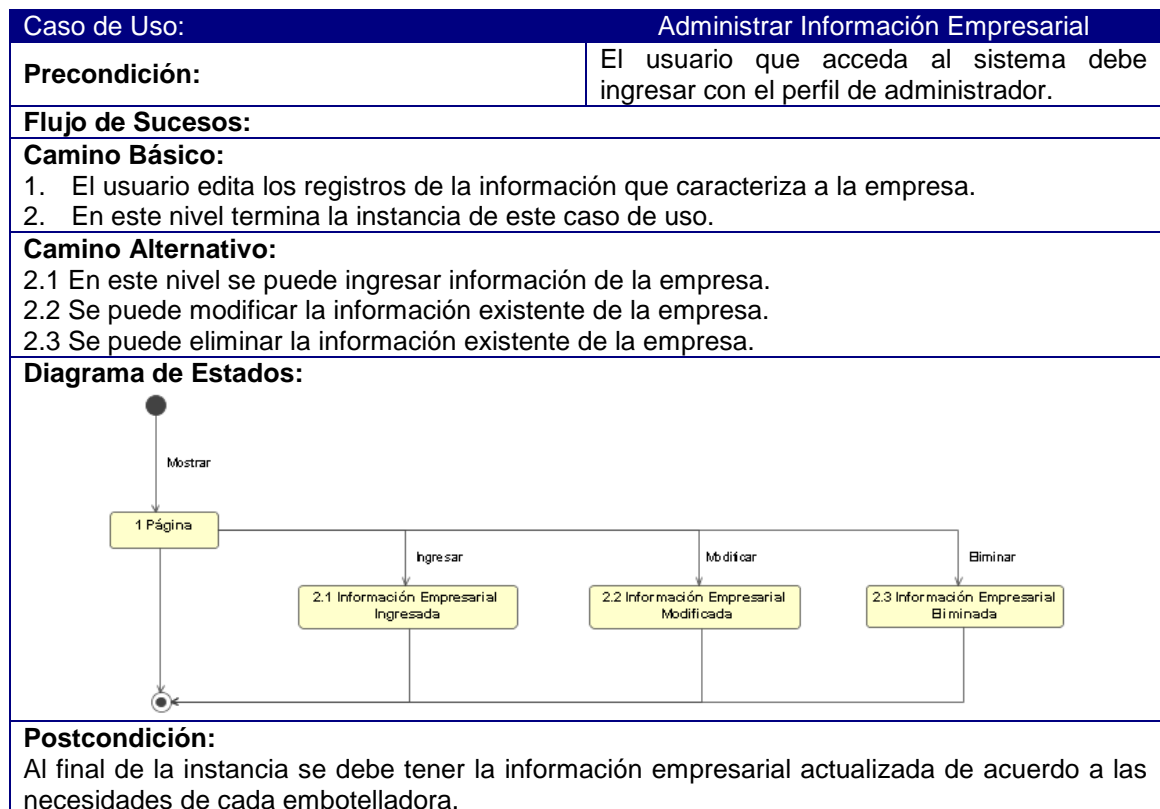 Caso de Uso: Administrar Información Empresarial
Precondición:
El usuario que acceda al sistema debe
ingresar con el perfil de administrador.
Flujo de Sucesos:
Camino Básico:
1. El usuario edita los registros de la información que caracteriza a la empresa.
2. En este nivel termina la instancia de este caso de uso.
Camino Alternativo:
2.1 En este nivel se puede ingresar información de la empresa.
2.2 Se puede modificar la información existente de la empresa.
2.3 Se puede eliminar la información existente de la empresa.
Diagrama de Estados:
Mostrar
1 Página
Ingresar
Modificar
Eliminar
2.1 Información Empresarial
Ingresada
2.2 Información Empresarial
Modificada
2.3 Información Empresarial
Eliminada
Postcondición:
Al final de la instancia se debe tener la información empresarial actualizada de acuerdo a las
necesidades de cada embotelladora.